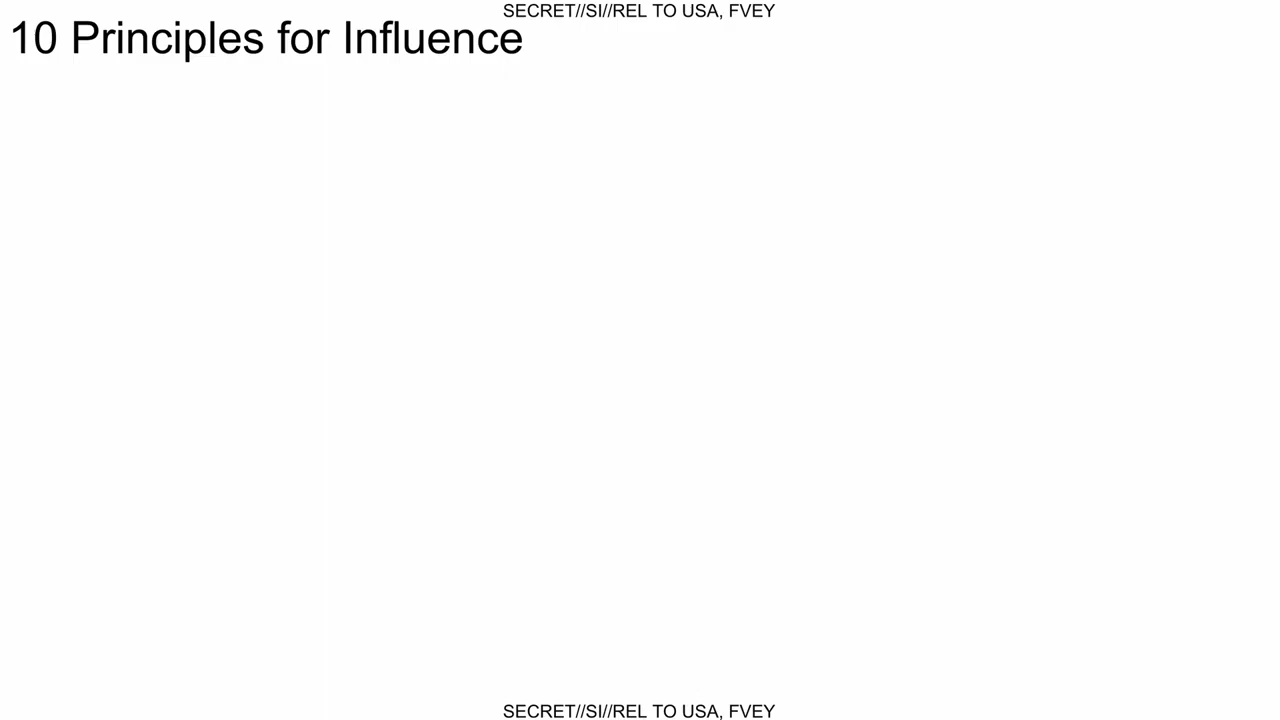 SECRET//SI//REL TO USA, FVEY
10 Principles for Influence
SECRET//SI//REL TO USA, FVEY